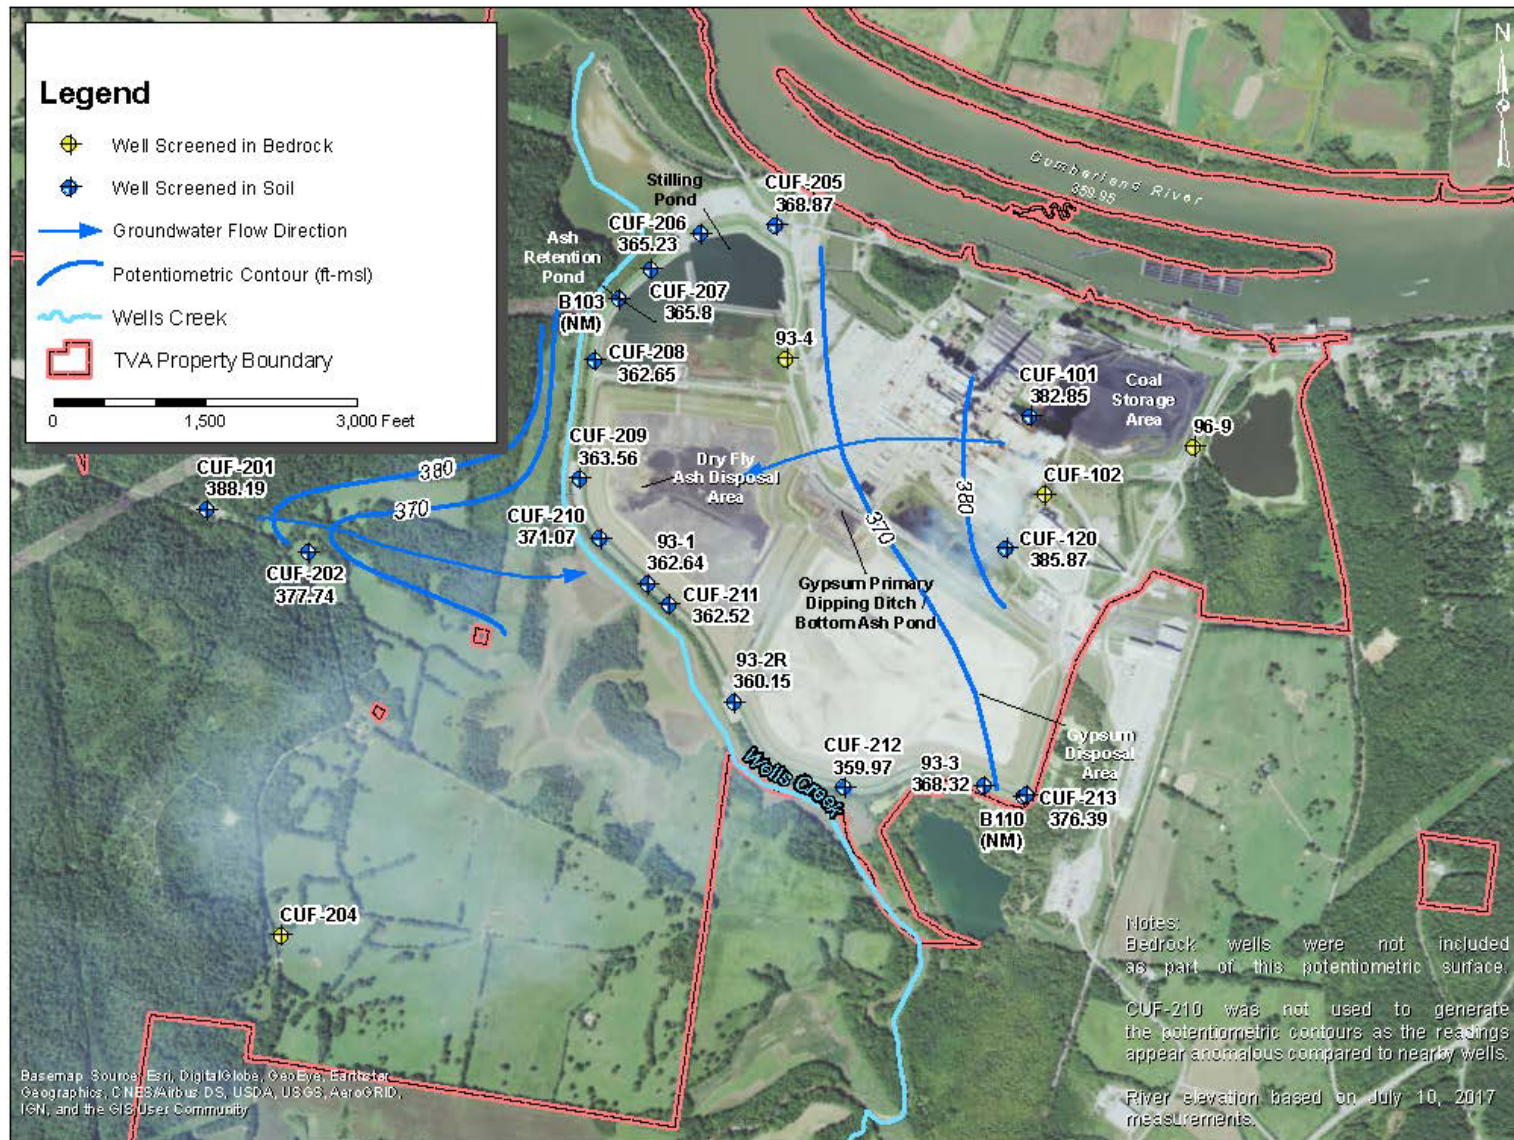 Legend
Well Screened in Bedrock
Well Screened in Soil
Groundwater Flow Direction
Potentiometric Contour (ft-msl)
Wells Creek
TVA Property Boundary
0 1,500 3,000 Feet
N
Cumberland River
359.95
CUF-205
368.87
Stilling
Pond
CUF-206
365.23
Ash
Retention
Pond
CUF-207
365.8
B103
(NM)
CUF-208
362.65
93-4
CUF-101
382.85
Coal
Storage
Area
96-9
CUF-102
CUF-209
363.56
Dry Fly
Ash Disposal
Area
380
370
380
370
CUF-201
388.19
CUF-202
377.74
CUF-210
371.07
93-1
362.64
CUF-211
362.52
CUF-120
385.87
Gypsum Primary
Dipping Ditch /
Bottom Ash Pond
93-2R
360.15
Wells Creek
CUF-212
359.97
93-3
368.32
Gypsum
Disposal
Area
CUF-213
376.39
B110
(NM)
CUF-204
Notes:
Bedrock wells were not included
as part of this potentiometric surface.
CUF-210 was not used to generate
the potentiometric contours as the readings
appear anomalous compared to nearby wells.
River elevation based on July 10, 2017
measurements.
Basemap Source: Esri, DigitalGlobe, GeoEye, Earthstar
Geographics, CNES/Airbus DS, USDA, USGS, AeroGRID,
IGN, and the GIS User Community